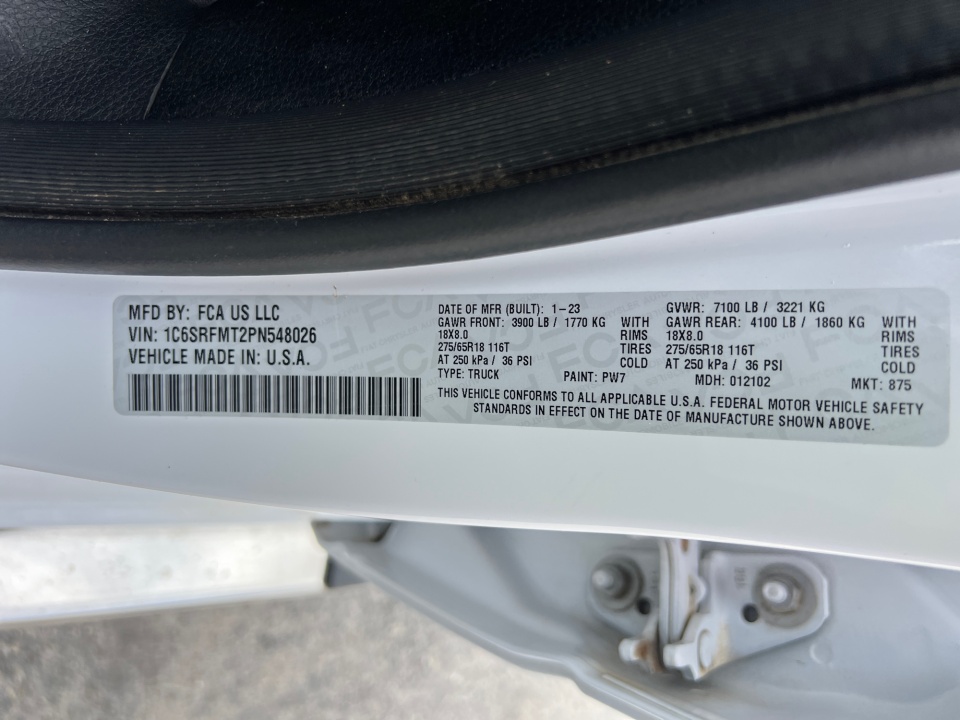 MFD BY: FCA US LLC
VIN: 1C6SRFMT2PN548026
VEHICLE MADE IN: U.S.A.
DATE OF MFR (BUILT): 1-23 GVWR: 7100 LB / 3221 KG
GAWR FRONT: 3900 LB / 1770 KG WITH GAWR REAR: 4100 LB / 1860 KG WITH
18X8.0 RIMS 18X8.0 RIMS
275/65R18 116T TIRES 275/65R18 116T TIRES
AT 250 kPa / 36 PSI COLD AT 250 kPa / 36 PSI COLD
TYPE: TRUCK PAINT: PW7 MDH: 012102 MKT: 875
THIS VEHICLE CONFORMS TO ALL APPLICABLE U.S.A. FEDERAL MOTOR VEHICLE SAFETY
STANDARDS IN EFFECT ON THE DATE OF MANUFACTURE SHOWN ABOVE.